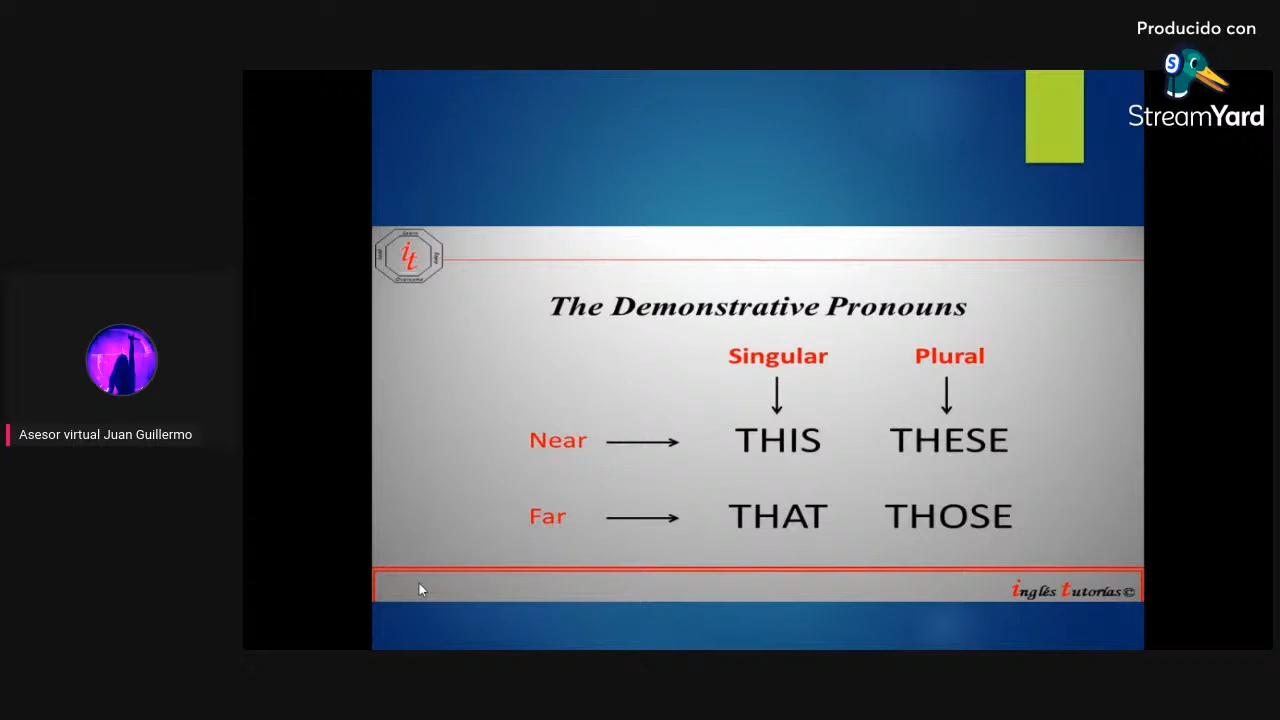 Producido con
StreamYard
it
The Demonstrative Pronouns
Singular Plural
Near THIS THESE
Far THAT THOSE
inglés tutorías©
Asesor virtual Juan Guillermo